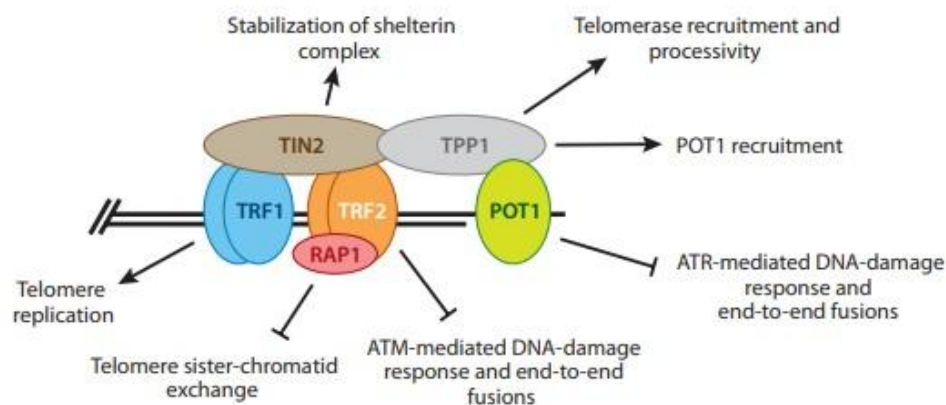 Stabilization of shelterin
complex
Telomerase recruitment and
processivity
TIN2
TPP1
POT1 recruitment
TRF1
TRF2
POT1
RAP1
ATR-mediated DNA-damage
response and
end-to-end fusions
Telomere
replication
Telomere sister-chromatid
exchange
ATM-mediated DNA-damage
response and end-to-end
fusions